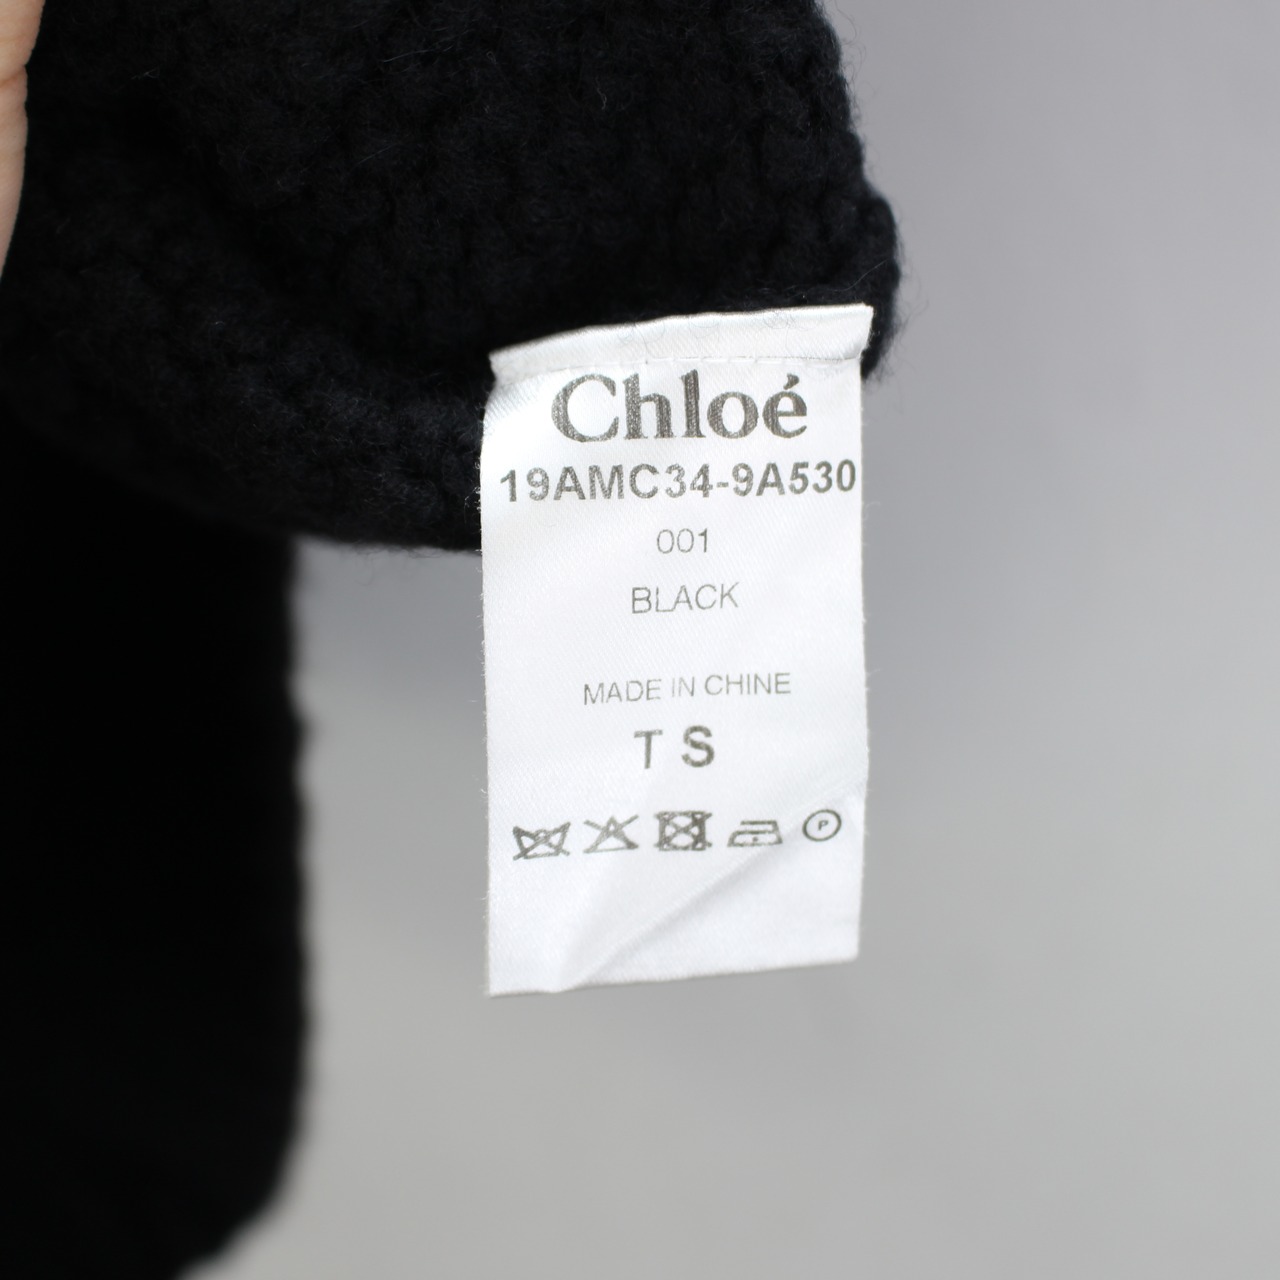 Chloé
19AMC34-9A530
001
BLACK
MADE IN CHINE
T S
P